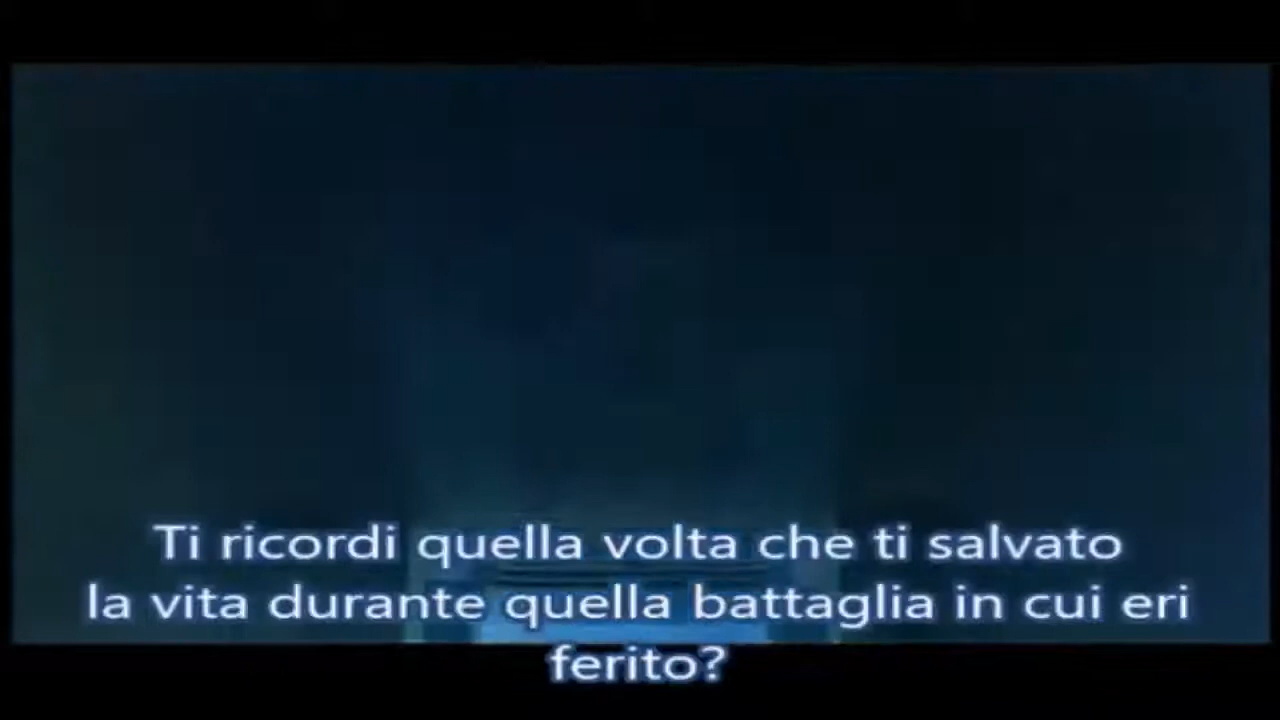 Ti ricordi quella volta che ti salvato
la vita durante quella battaglia in cui eri
ferito?